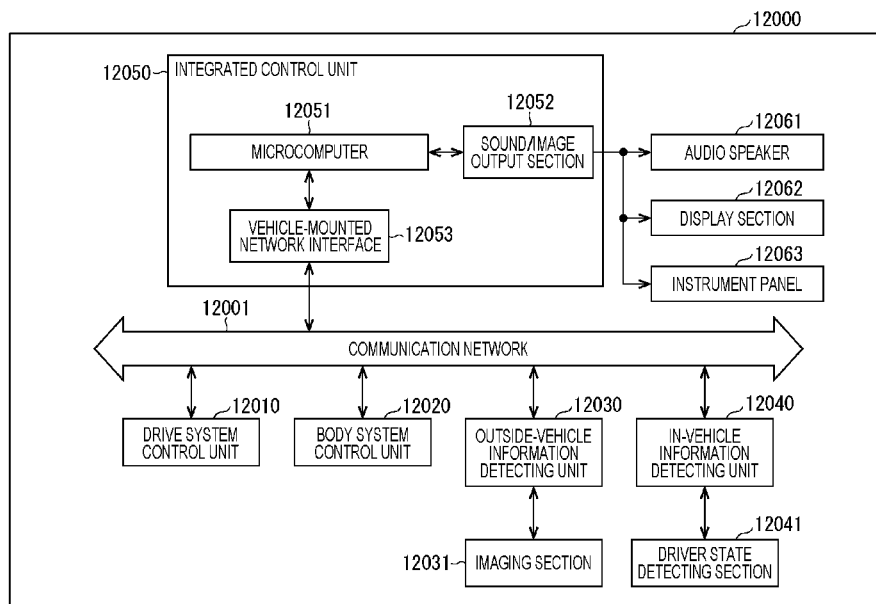 12000
12050
INTEGRATED CONTROL UNIT
12051
MICROCOMPUTER
12052
SOUND/IMAGE
OUTPUT SECTION
12061
AUDIO SPEAKER
12062
DISPLAY SECTION
12063
INSTRUMENT PANEL
VEHICLE-MOUNTED
NETWORK INTERFACE
12053
12001
COMMUNICATION NETWORK
12010
DRIVE SYSTEM
CONTROL UNIT
12020
BODY SYSTEM
CONTROL UNIT
12030
OUTSIDE-VEHICLE
INFORMATION
DETECTING UNIT
12040
IN-VEHICLE
INFORMATION
DETECTING UNIT
12031
IMAGING SECTION
12041
DRIVER STATE
DETECTING SECTION